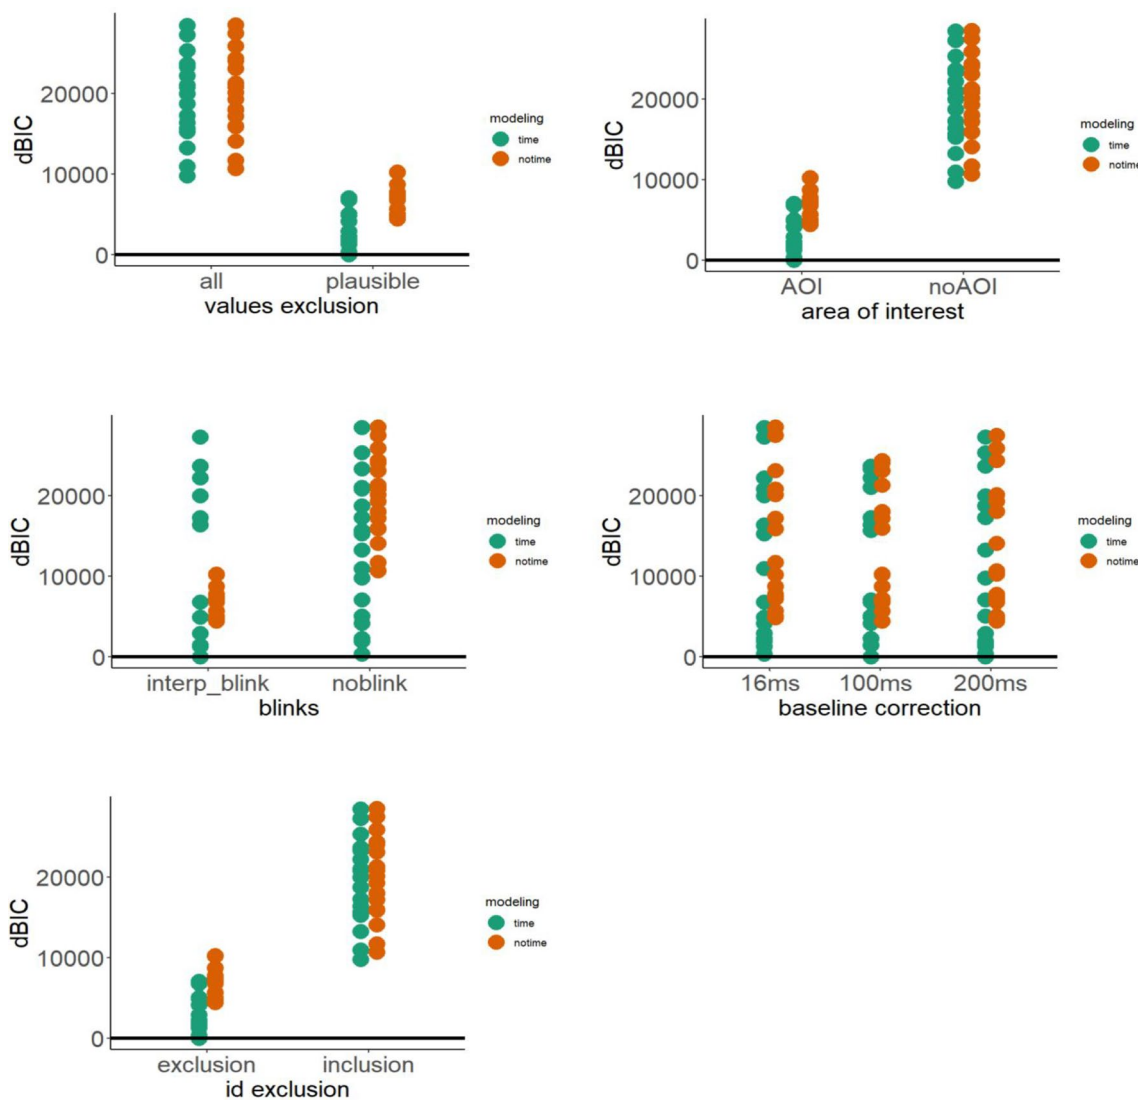 dBIC
20000
10000
0
all plausible
values exclusion
modeling
time
notime
dBIC
20000
10000
0
AOI noAOI
area of interest
modeling
time
notime
dBIC
20000
10000
0
interp_blink noblink
blinks
modeling
time
notime
dBIC
20000
10000
0
16ms 100ms 200ms
baseline correction
modeling
time
notime
dBIC
20000
10000
0
exclusion inclusion
id exclusion
modeling
time
notime